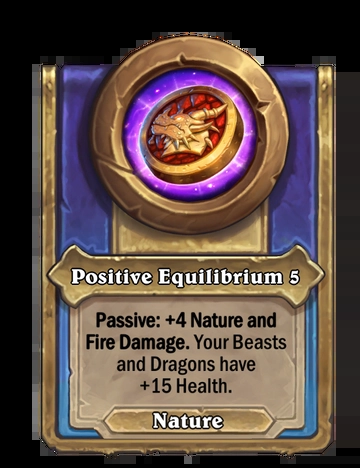 Positive Equilibrium 5
Passive: +4 Nature and
Fire Damage. Your Beasts
and Dragons have
+15 Health.
Nature